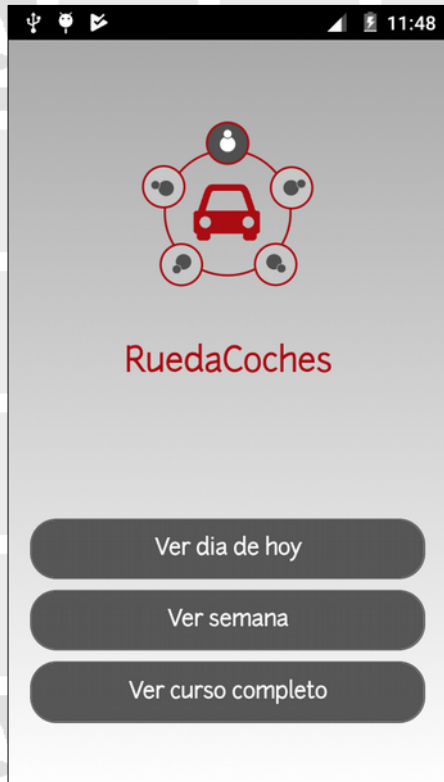 11:48
RuedaCoches
Ver dia de hoy
Ver semana
Ver curso completo